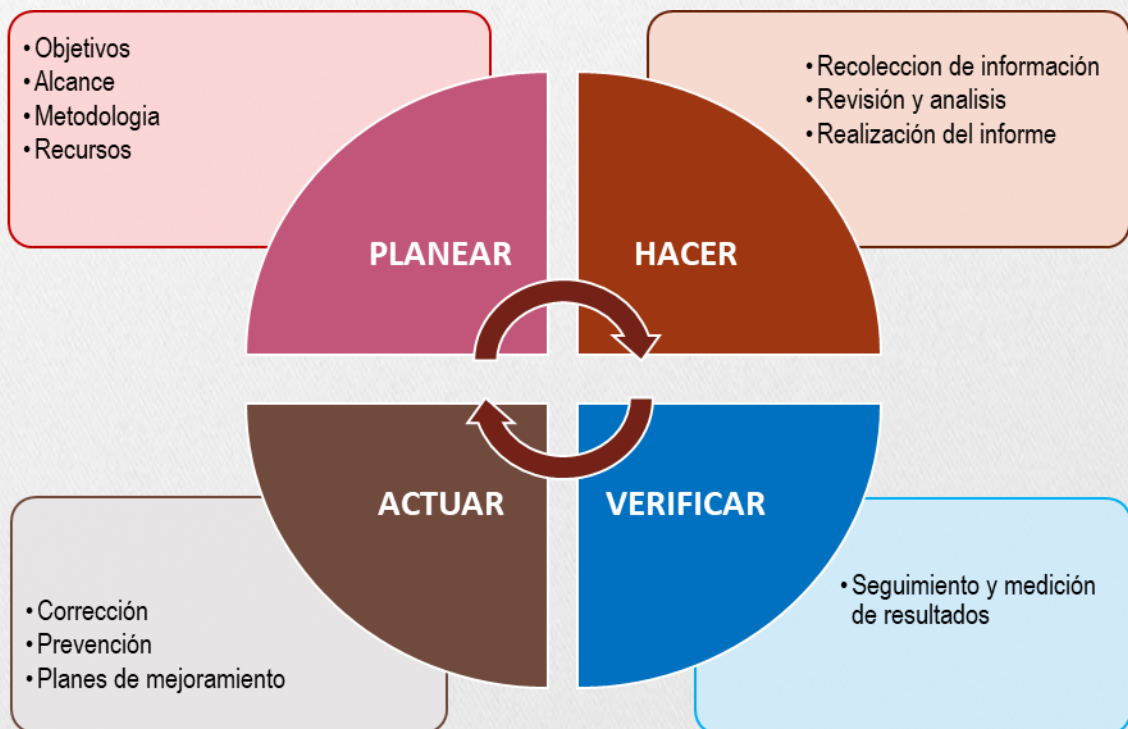 • Objetivos
• Alcance
• Metodologia
• Recursos
PLANEAR
• Recoleccion de información
• Revisión y analisis
• Realización del informe
HACER
ACTUAR
• Corrección
• Prevención
• Planes de mejoramiento
VERIFICAR
• Seguimiento y medición
de resultados